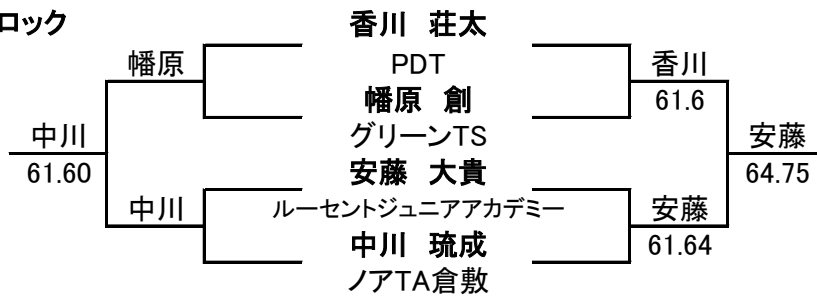 ロック
香川 荘太
PDT
幡原 創
グリーンTS
安藤 大貴
ルーセントジュニアアカデミー
中川 琉成
ノアTA倉敷
幡原
中川
中川
61.60
香川
61.6
安藤
61.64
安藤
64.75